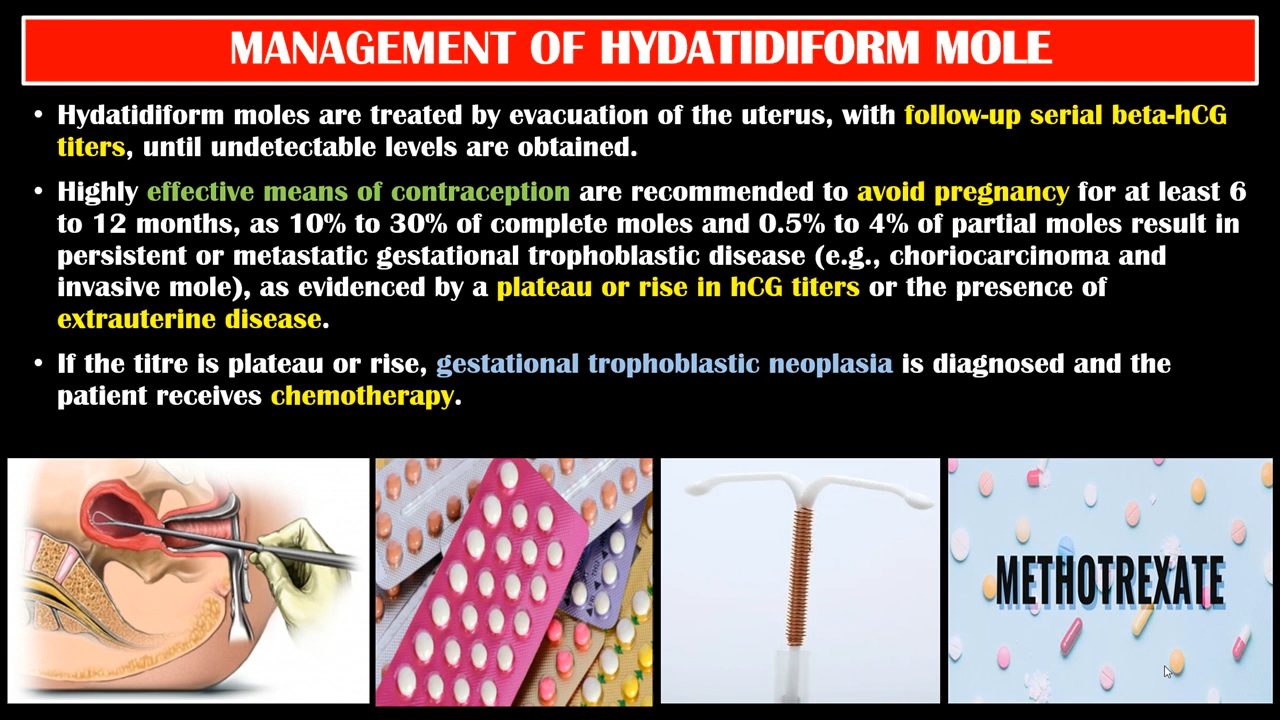 MANAGEMENT OF HYDATIDIFORM MOLE
• Hydatidiform moles are treated by evacuation of the uterus, with follow-up serial beta-hCG
titers, until undetectable levels are obtained.
• Highly effective means of contraception are recommended to avoid pregnancy for at least 6
to 12 months, as 10% to 30% of complete moles and 0.5% to 4% of partial moles result in
persistent or metastatic gestational trophoblastic disease (e.g., choriocarcinoma and
invasive mole), as evidenced by a plateau or rise in hCG titers or the presence of
extrauterine disease.
• If the titre is plateau or rise, gestational trophoblastic neoplasia is diagnosed and the
patient receives chemotherapy.
METHOTREXATE